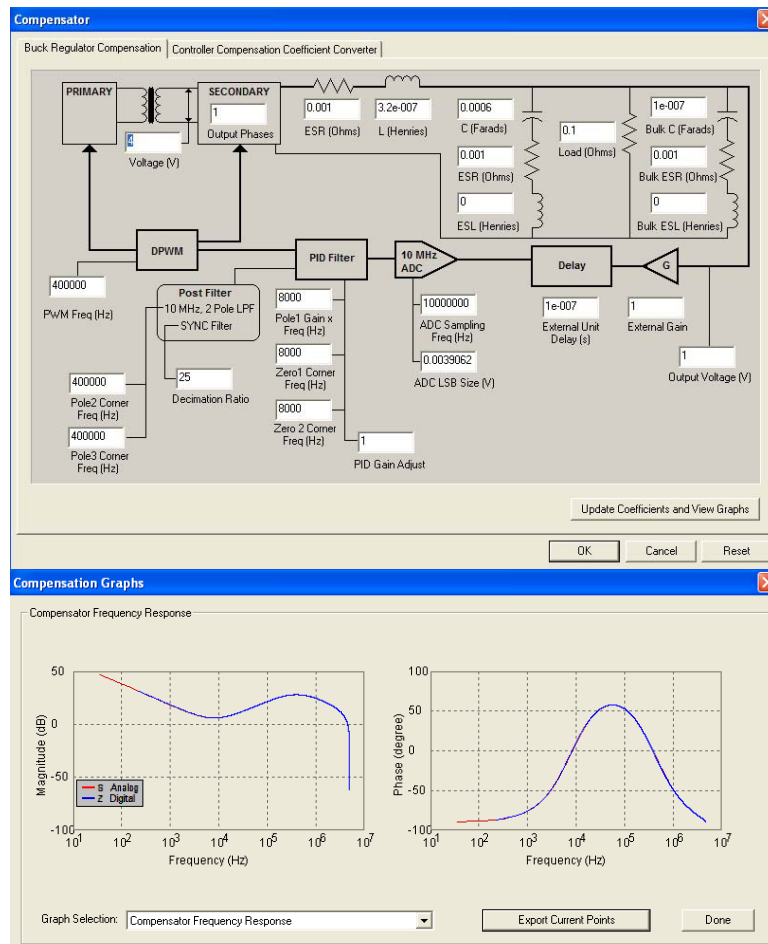 Compensator
Buck Regulator Compensation
Controller Compensation Coefficient Converter
PRIMARY
SECONDARY
1
Output Phases
4
Voltage (V)
0.001
ESR (Ohms)
3.2e-007
L (Henries)
0.0006
C (Farads)
0.001
ESR (Ohms)
0
ESL (Henries)
0.1
Load (Ohms)
1e-007
Bulk C (Farads)
0.001
Bulk ESR (Ohms)
0
Bulk ESL (Henries)
DPWM
PID Filter
10 MHz
ADC
Delay
G
400000
PWM Freq (Hz)
Post Filter
10 MHz, 2 Pole LPF
SYNC Filter
400000
Pole2 Corner
Freq (Hz)
400000
Pole3 Corner
Freq (Hz)
25
Decimation Ratio
8000
Pole1 Gain x
Freq (Hz)
8000
Zero1 Corner
Freq (Hz)
8000
Zero 2 Corner
Freq (Hz)
1
PID Gain Adjust
10000000
ADC Sampling
Freq (Hz)
0.0039062
ADC LSB Size (V)
1e-007
External Unit
Delay (s)
1
External Gain
1
Output Voltage (V)
Update Coefficients and View Graphs
OK
Cancel
Reset
Compensation Graphs
Compensator Frequency Response
50
0
-50
-100
Magnitude (dB)
S Analog
Z Digital
10¹ 10² 10³ 10⁴ 10⁵ 10⁶ 10⁷
Frequency (Hz)
100
50
0
-50
-100
Phase (degree)
10¹ 10² 10³ 10⁴ 10⁵ 10⁶ 10⁷
Frequency (Hz)
Graph Selection:
Compensator Frequency Response
Export Current Points
Done